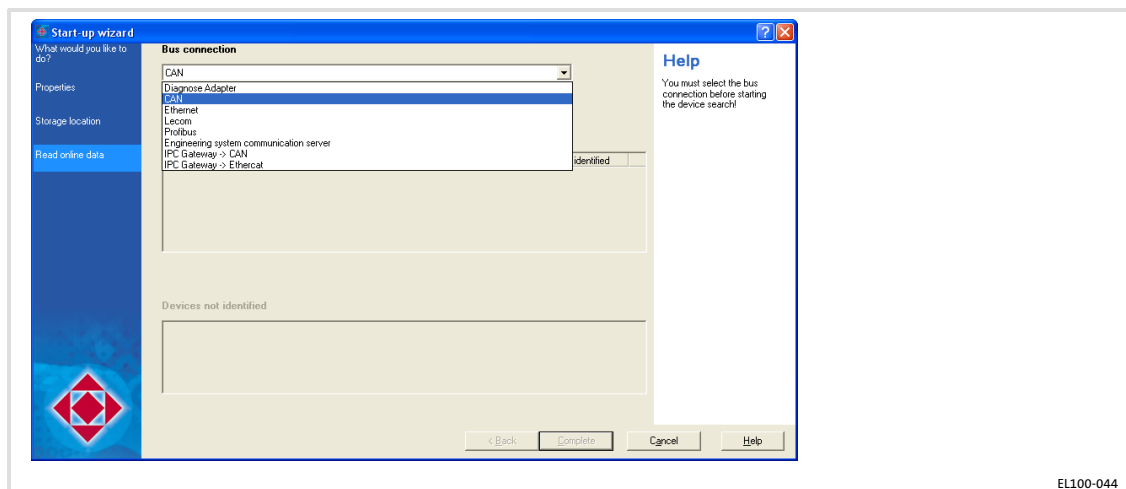 Start-up wizard
What would you like to do?
Properties
Storage location
Read online data
Bus connection
CAN
Diagnose Adapter
CAN
Ethernet
Lecom
Profibus
Engineering system communication server
IPC Gateway -> CAN
IPC Gateway -> Ethercat
identified
Devices not identified
Help
You must select the bus
connection before starting
the device search!
< Back
Complete
Cancel
Help
EL100-044